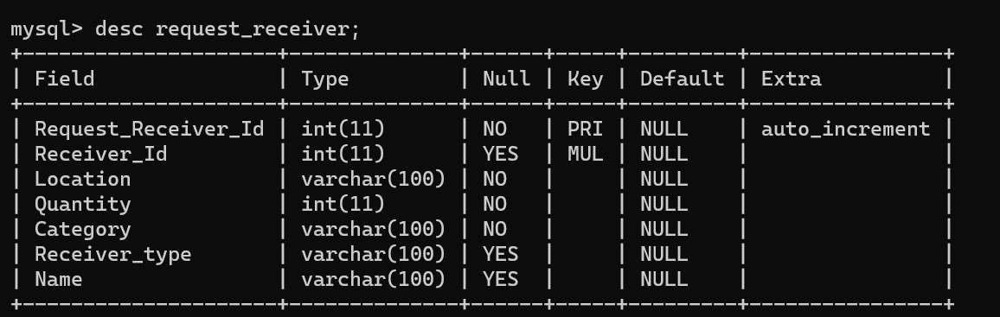 mysql> desc request_receiver;
+---------------------+--------------+------+-----+---------+----------------+
| Field               | Type         | Null | Key | Default | Extra          |
+---------------------+--------------+------+-----+---------+----------------+
| Request_Receiver_Id | int(11)      | NO   | PRI | NULL    | auto_increment |
| Receiver_Id         | int(11)      | YES  | MUL | NULL    |                |
| Location            | varchar(100) | NO   |     | NULL    |                |
| Quantity            | int(11)      | NO   |     | NULL    |                |
| Category            | varchar(100) | NO   |     | NULL    |                |
| Receiver_type       | varchar(100) | YES  |     | NULL    |                |
| Name                | varchar(100) | YES  |     | NULL    |                |
+---------------------+--------------+------+-----+---------+----------------+